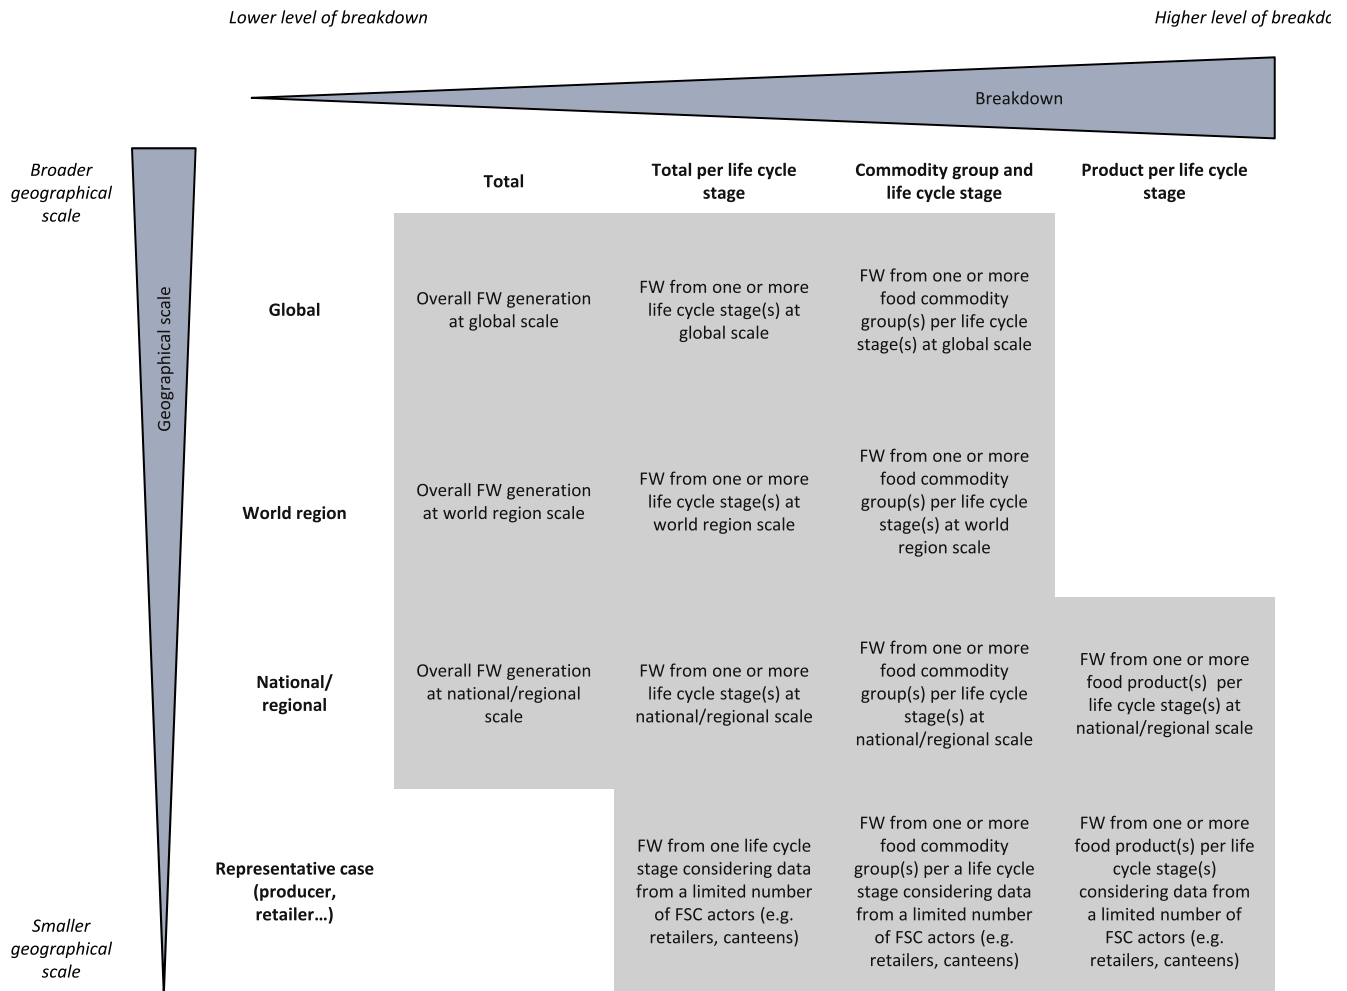 Lower level of breakdown
Higher level of breakdc
Breakdown
Broader
geographical
scale
Geographical scale
Total
Total per life cycle
stage
Commodity group and
life cycle stage
Product per life cycle
stage
Global
Overall FW generation
at global scale
FW from one or more
life cycle stage(s) at
global scale
FW from one or more
food commodity
group(s) per life cycle
stage(s) at global scale
World region
Overall FW generation
at world region scale
FW from one or more
life cycle stage(s) at
world region scale
FW from one or more
food commodity
group(s) per life cycle
stage(s) at world
region scale
National/
regional
Overall FW generation
at national/regional
scale
FW from one or more
life cycle stage(s) at
national/regional scale
FW from one or more
food commodity
group(s) per life cycle
stage(s) at
national/regional scale
FW from one or more
food product(s)  per
life cycle stage(s) at
national/regional scale
Representative case
(producer,
retailer…)
FW from one life cycle
stage considering data
from a limited number
of FSC actors (e.g.
retailers, canteens)
FW from one or more
food commodity
group(s) per a life cycle
stage considering data
from a limited number
of FSC actors (e.g.
retailers, canteens)
FW from one or more
food product(s) per life
cycle stage(s)
considering data from
a limited number of
FSC actors (e.g.
retailers, canteens)
Smaller
geographical
scale